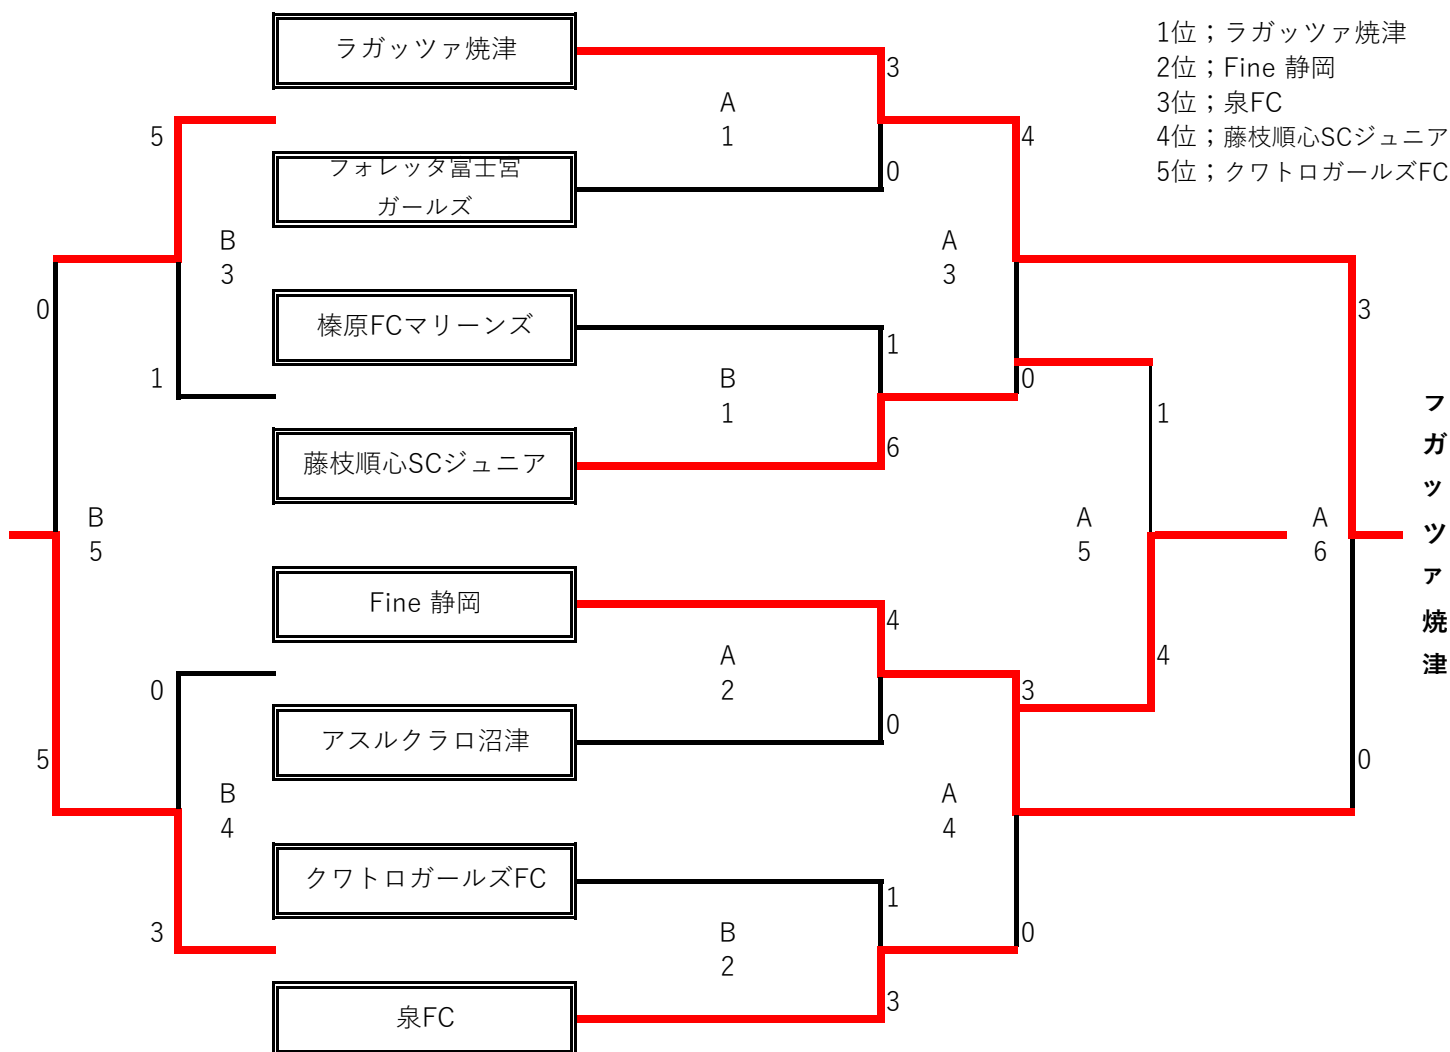 ラガッツァ焼津
フォレッタ富士宮
ガールズ
榛原FCマリーンズ
藤枝順心SCジュニア
Fine 静岡
アスルクラロ沼津
クワトロガールズFC
泉FC
1位；ラガッツァ焼津
2位；Fine 静岡
3位；泉FC
4位；藤枝順心SCジュニア
5位；クワトロガールズFC
5
B
3
1
0
B
5
5
0
B
4
3
3
A
1
0
1
B
1
6
4
A
2
0
1
B
2
3
4
A
3
0
3
A
4
0
1
A
5
4
3
A
6
0
ラガッツァ焼津